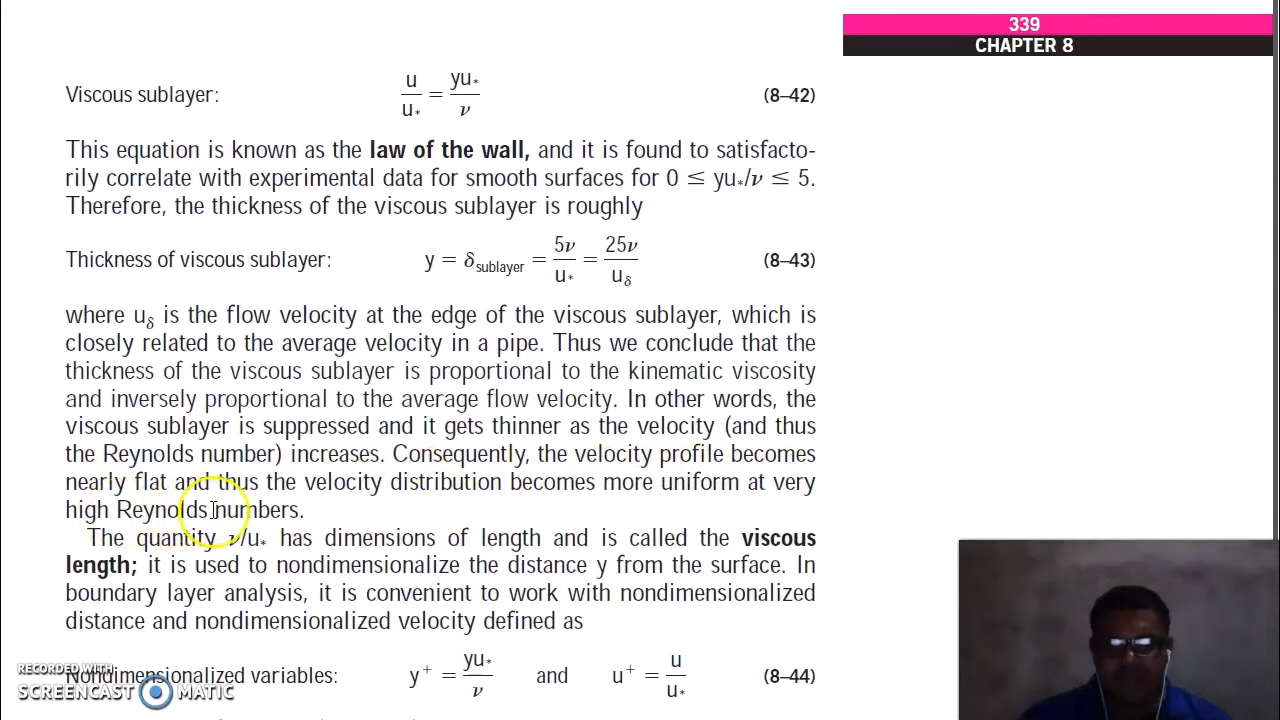 339
CHAPTER 8
Viscous sublayer: u/u* = yu*/ν (8–42)
This equation is known as the law of the wall, and it is found to satisfacto-
rily correlate with experimental data for smooth surfaces for 0 ≤ yu*/ν ≤ 5.
Therefore, the thickness of the viscous sublayer is roughly
Thickness of viscous sublayer: y = δsublayer = 5ν/u* = 25ν/uδ (8–43)
where uδ is the flow velocity at the edge of the viscous sublayer, which is
closely related to the average velocity in a pipe. Thus we conclude that the
thickness of the viscous sublayer is proportional to the kinematic viscosity
and inversely proportional to the average flow velocity. In other words, the
viscous sublayer is suppressed and it gets thinner as the velocity (and thus
the Reynolds number) increases. Consequently, the velocity profile becomes
nearly flat and thus the velocity distribution becomes more uniform at very
high Reynolds numbers.
The quantity ν/u* has dimensions of length and is called the viscous
length; it is used to nondimensionalize the distance y from the surface. In
boundary layer analysis, it is convenient to work with nondimensionalized
distance and nondimensionalized velocity defined as
Nondimensionalized variables: y⁺ = yu*/ν and u⁺ = u/u* (8–44)
RECORDED WITH
SCREENCAST MATIC